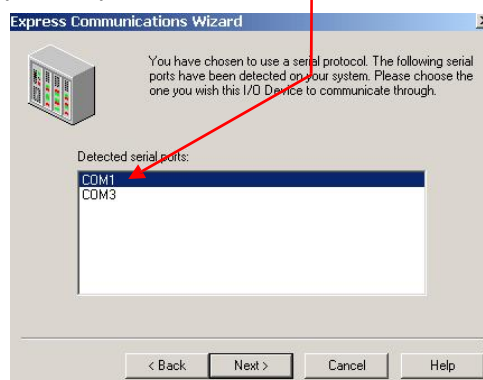 Express Communications Wizard
You have chosen to use a serial protocol. The following serial
ports have been detected on your system. Please choose the
one you wish this I/O Device to communicate through.
Detected serial ports:
COM1
COM3
< Back Next > Cancel Help